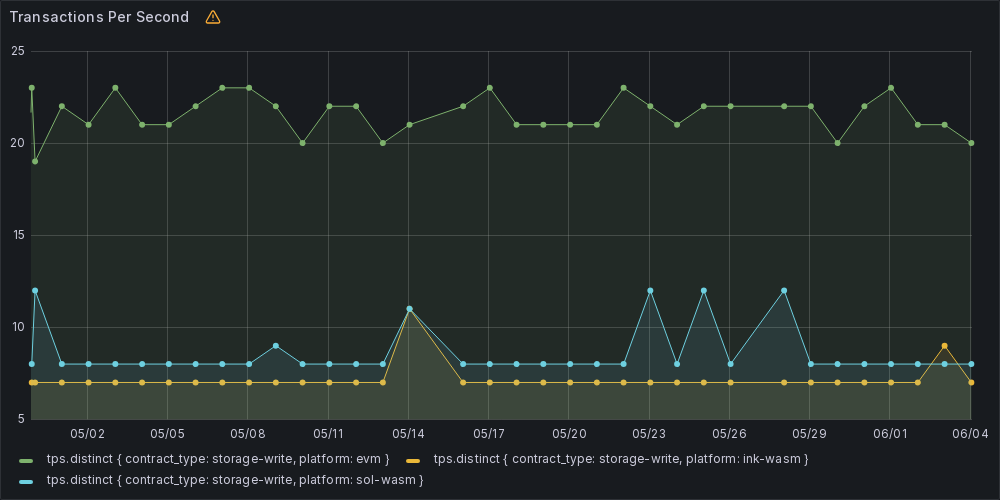 Transactions Per Second
25
20
15
10
5
05/02 05/05 05/08 05/11 05/14 05/17 05/20 05/23 05/26 05/29 06/01 06/04
tps.distinct { contract_type: storage-write, platform: evm } tps.distinct { contract_type: storage-write, platform: ink-wasm }
tps.distinct { contract_type: storage-write, platform: sol-wasm }